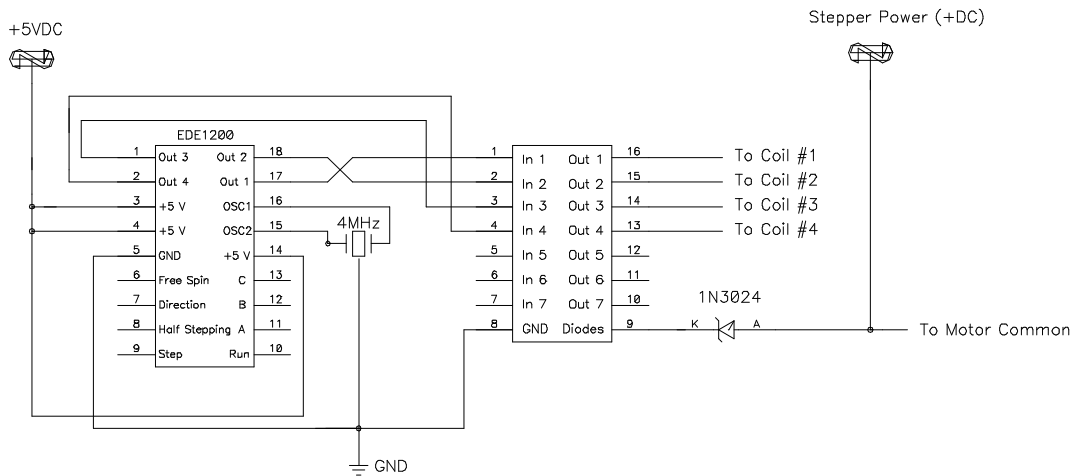 Stepper Power (+DC)
+5VDC
EDE1200
1 Out 3 Out 2 18
2 Out 4 Out 1 17
3 +5 V OSC1 16
4 +5 V OSC2 15
5 GND +5 V 14
6 Free Spin C 13
7 Direction B 12
8 Half Stepping A 11
9 Step Run 10
4MHz
1 In 1 Out 1 16 To Coil #1
2 In 2 Out 2 15 To Coil #2
3 In 3 Out 3 14 To Coil #3
4 In 4 Out 4 13 To Coil #4
5 In 5 Out 5 12
6 In 6 Out 6 11
7 In 7 Out 7 10
8 GND Diodes 9
1N3024
K A
To Motor Common
GND